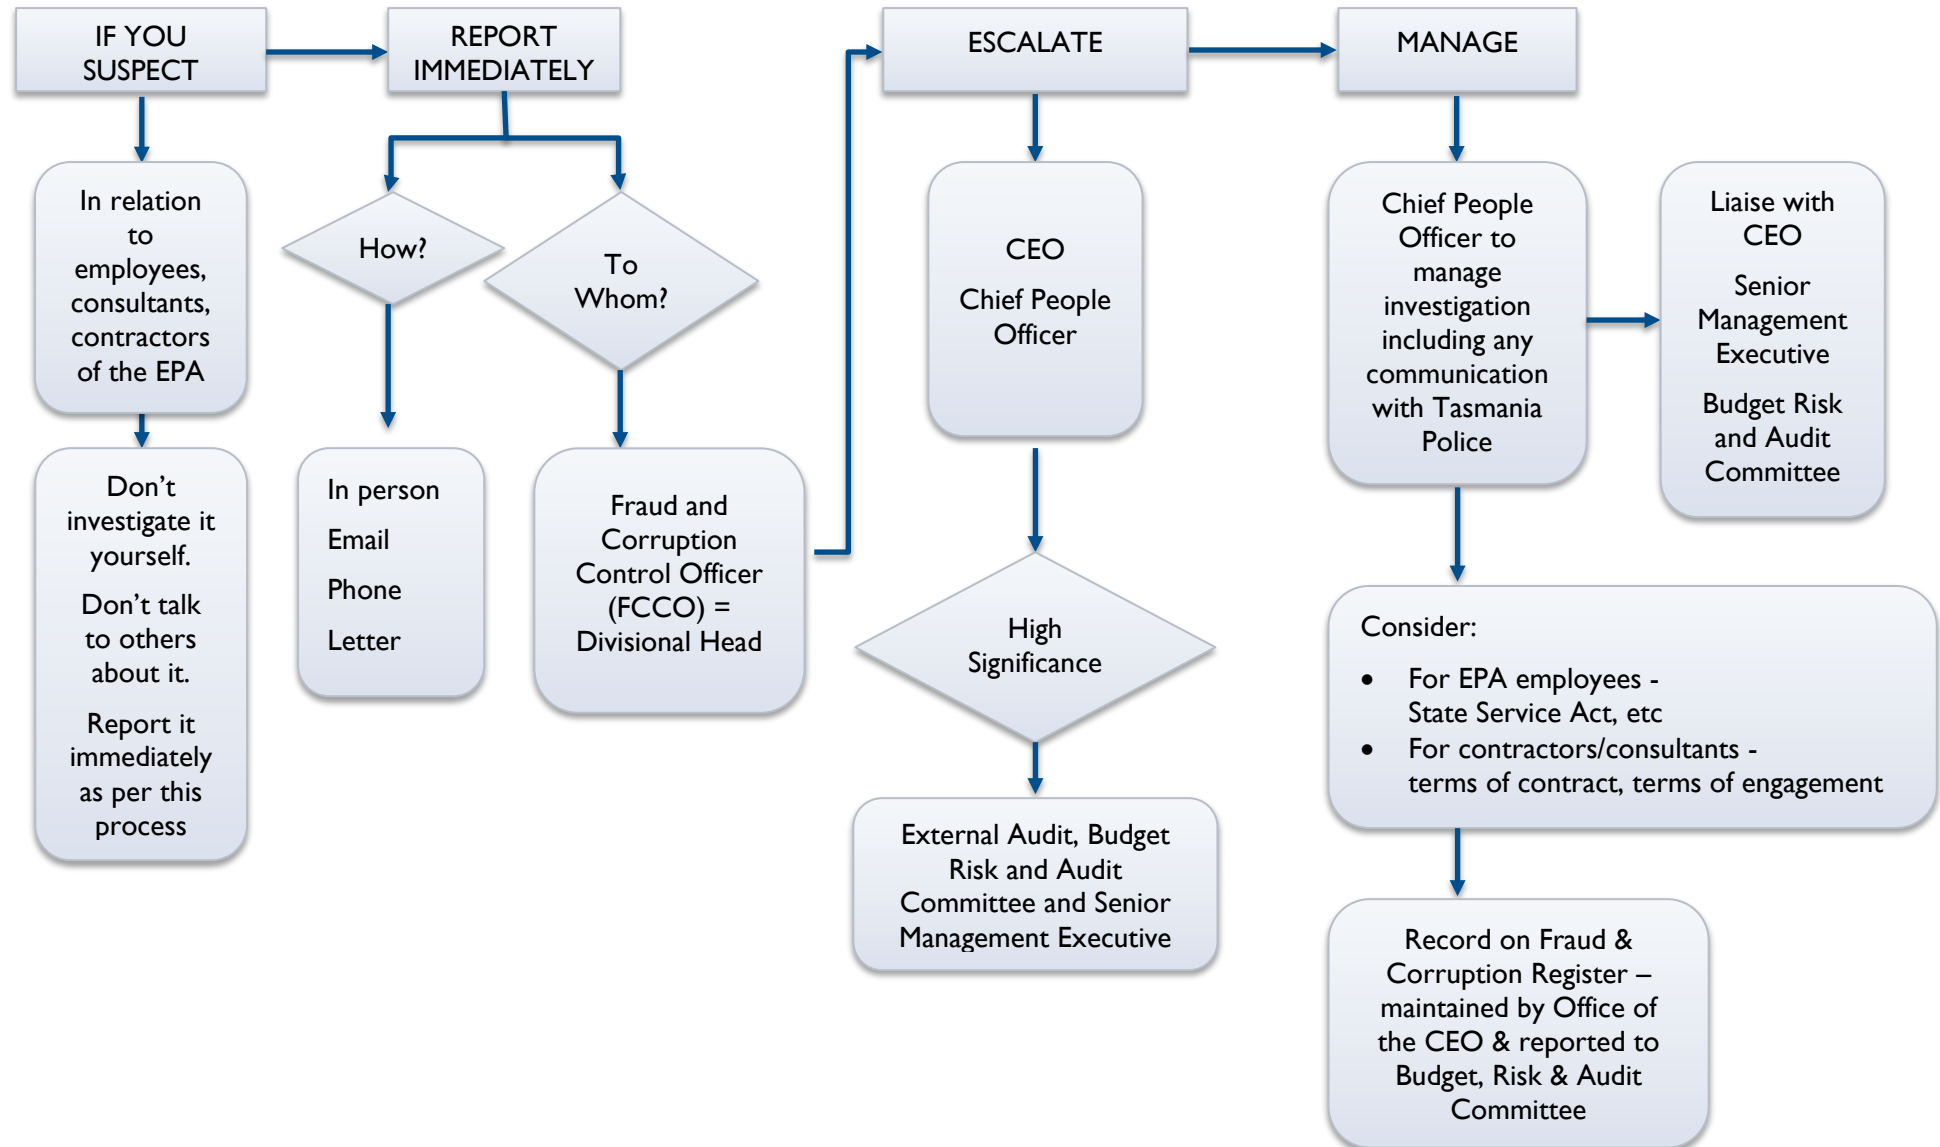 IF YOU
SUSPECT
REPORT
IMMEDIATELY
ESCALATE
MANAGE
In relation
to
employees,
consultants,
contractors
of the EPA
Don’t
investigate it
yourself.
Don’t talk
to others
about it.
Report it
immediately
as per this
process
How?
To
Whom?
In person
Email
Phone
Letter
Fraud and
Corruption
Control Officer
(FCCO) =
Divisional Head
CEO
Chief People
Officer
High
Significance
External Audit, Budget
Risk and Audit
Committee and Senior
Management Executive
Chief People
Officer to
manage
investigation
including any
communication
with Tasmania
Police
Liaise with
CEO
Senior
Management
Executive
Budget Risk
and Audit
Committee
Consider:
• For EPA employees -
State Service Act, etc
• For contractors/consultants -
terms of contract, terms of engagement
Record on Fraud &
Corruption Register –
maintained by Office of
the CEO & reported to
Budget, Risk & Audit
Committee